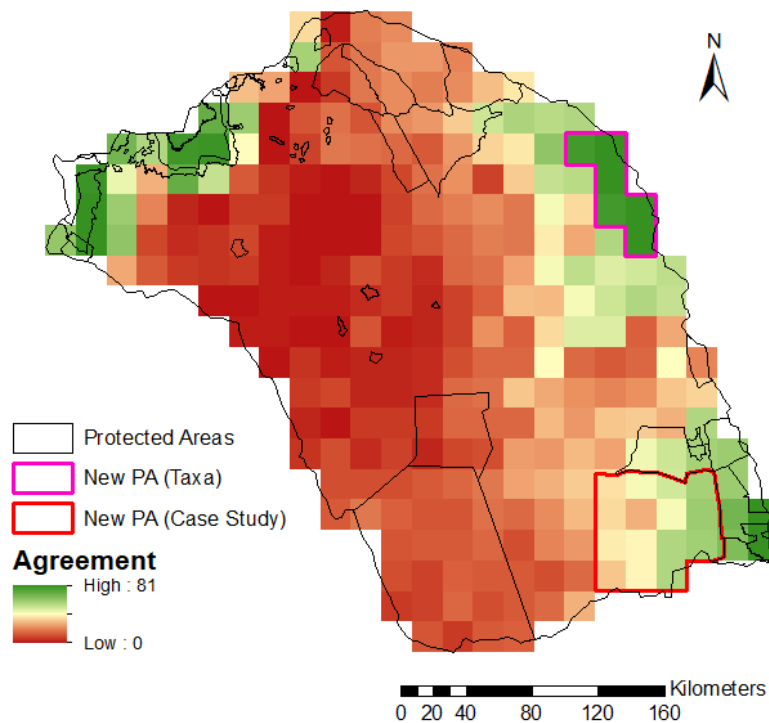 N
Protected Areas
New PA (Taxa)
New PA (Case Study)
Agreement
High : 81
Low : 0
Kilometers
0 20 40 80 120 160